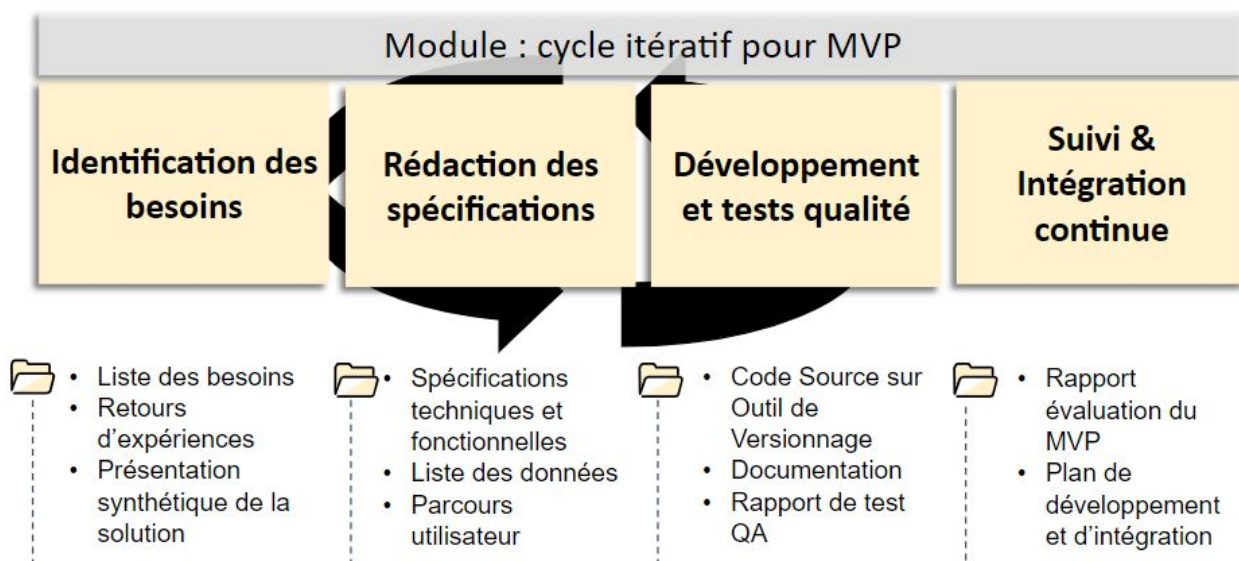 Module : cycle itératif pour MVP
Identification des
besoins
Rédaction des
spécifications
Développement
et tests qualité
Suivi &
Intégration
continue
• Liste des besoins
• Retours
d’expériences
• Présentation
synthétique de la
solution
• Spécifications
techniques et
fonctionnelles
• Liste des données
• Parcours
utilisateur
• Code Source sur
Outil de
Versionnage
• Documentation
• Rapport de test
QA
• Rapport
évaluation du
MVP
• Plan de
développement
et d’intégration